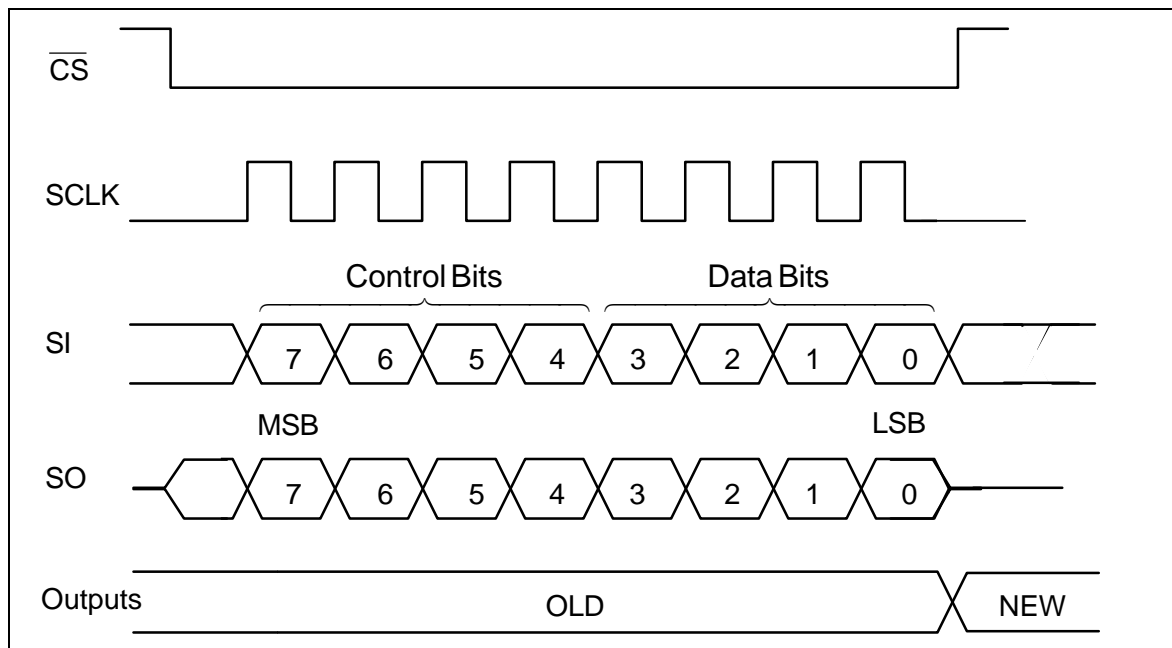 CS
SCLK
Control Bits Data Bits
SI 7 6 5 4 3 2 1 0
MSB LSB
SO 7 6 5 4 3 2 1 0
Outputs OLD NEW